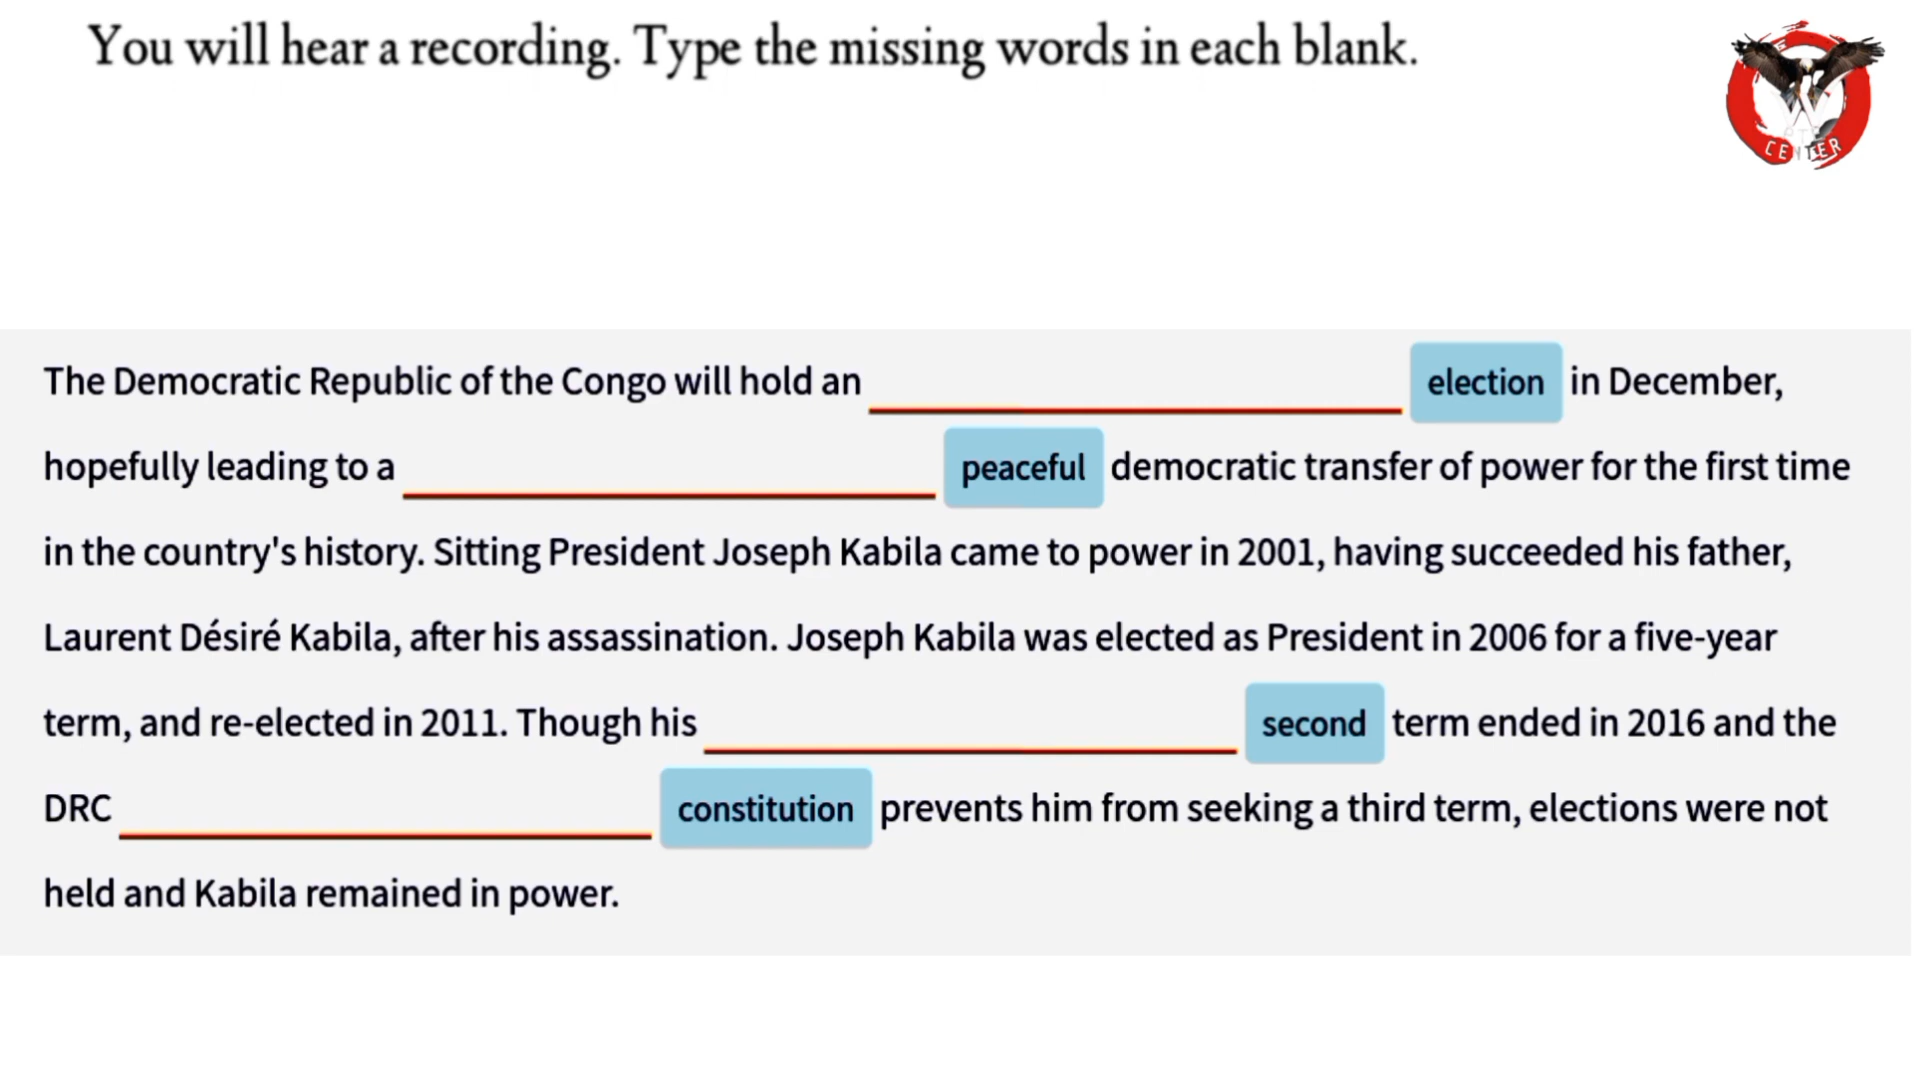 You will hear a recording. Type the missing words in each blank.
CENTER
The Democratic Republic of the Congo will hold an election in December,
hopefully leading to a peaceful democratic transfer of power for the first time
in the country's history. Sitting President Joseph Kabila came to power in 2001, having succeeded his father,
Laurent Désiré Kabila, after his assassination. Joseph Kabila was elected as President in 2006 for a five-year
term, and re-elected in 2011. Though his second term ended in 2016 and the
DRC constitution prevents him from seeking a third term, elections were not
held and Kabila remained in power.